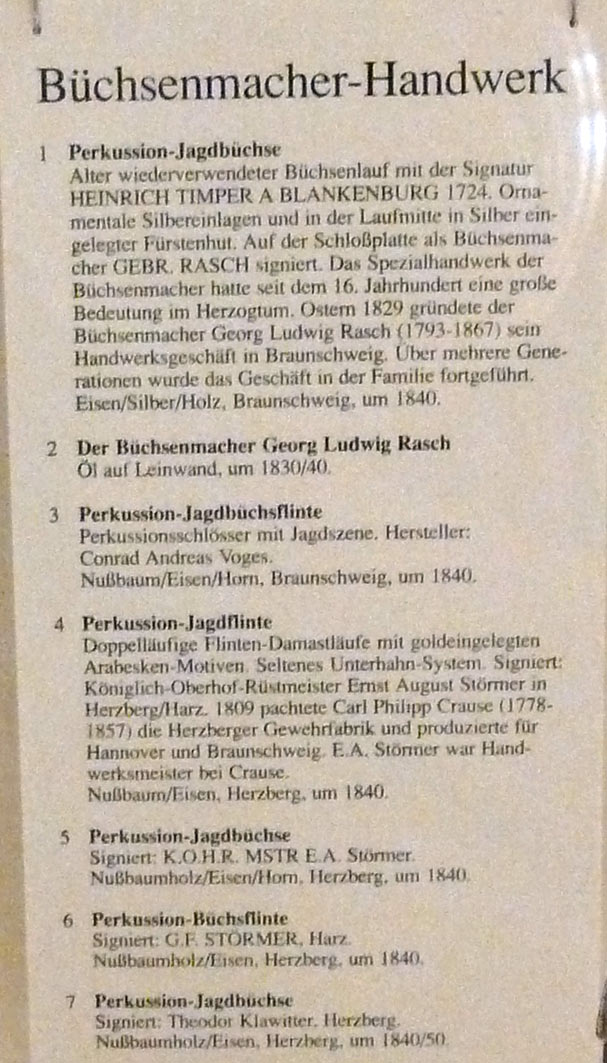 Büchsenmacher-Handwerk
1 Perkussion-Jagdbüchse
Alter wiederverwendeter Büchsenlauf mit der Signatur
HEINRICH TIMPER A BLANKENBURG 1724. Orna-
mentale Silbereinlagen und in der Laufmitte in Silber ein-
gelegter Fürstenhut. Auf der Schloßplatte als Büchsenma-
cher GEBR. RASCH signiert. Das Spezialhandwerk der
Büchsenmacher hatte seit dem 16. Jahrhundert eine große
Bedeutung im Herzogtum. Ostern 1829 gründete der
Büchsenmacher Georg Ludwig Rasch (1793-1867) sein
Handwerksgeschäft in Braunschweig. Über mehrere Gene-
rationen wurde das Geschäft in der Familie fortgeführt.
Eisen/Silber/Holz, Braunschweig, um 1840.
2 Der Büchsenmacher Georg Ludwig Rasch
Öl auf Leinwand, um 1830/40.
3 Perkussion-Jagdbüchsflinte
Perkussionsschlösser mit Jagdszene. Hersteller:
Conrad Andreas Voges.
Nußbaum/Eisen/Horn, Braunschweig, um 1840.
4 Perkussion-Jagdflinte
Doppelläufige Flinten-Damastläufe mit goldeingelegten
Arabesken-Motiven. Seltenes Unterhahn-System. Signiert:
Königlich-Oberhof-Rüstmeister Ernst August Störmer in
Herzberg/Harz. 1809 pachtete Carl Philipp Crause (1778-
1857) die Herzberger Gewehrfabrik und produzierte für
Hannover und Braunschweig. E.A. Störmer war Hand-
werksmeister bei Crause.
Nußbaum/Eisen, Herzberg, um 1840.
5 Perkussion-Jagdbüchse
Signiert: K.O.H.R. MSTR E.A. Störmer.
Nußbaumholz/Eisen/Horn, Herzberg, um 1840.
6 Perkussion-Büchsflinte
Signiert: G.F. STÖRMER, Harz.
Nußbaumholz/Eisen, Herzberg, um 1840.
7 Perkussion-Jagdbüchse
Signiert: Theodor Klawitter, Herzberg.
Nußbaumholz/Eisen, Herzberg, um 1840/50.